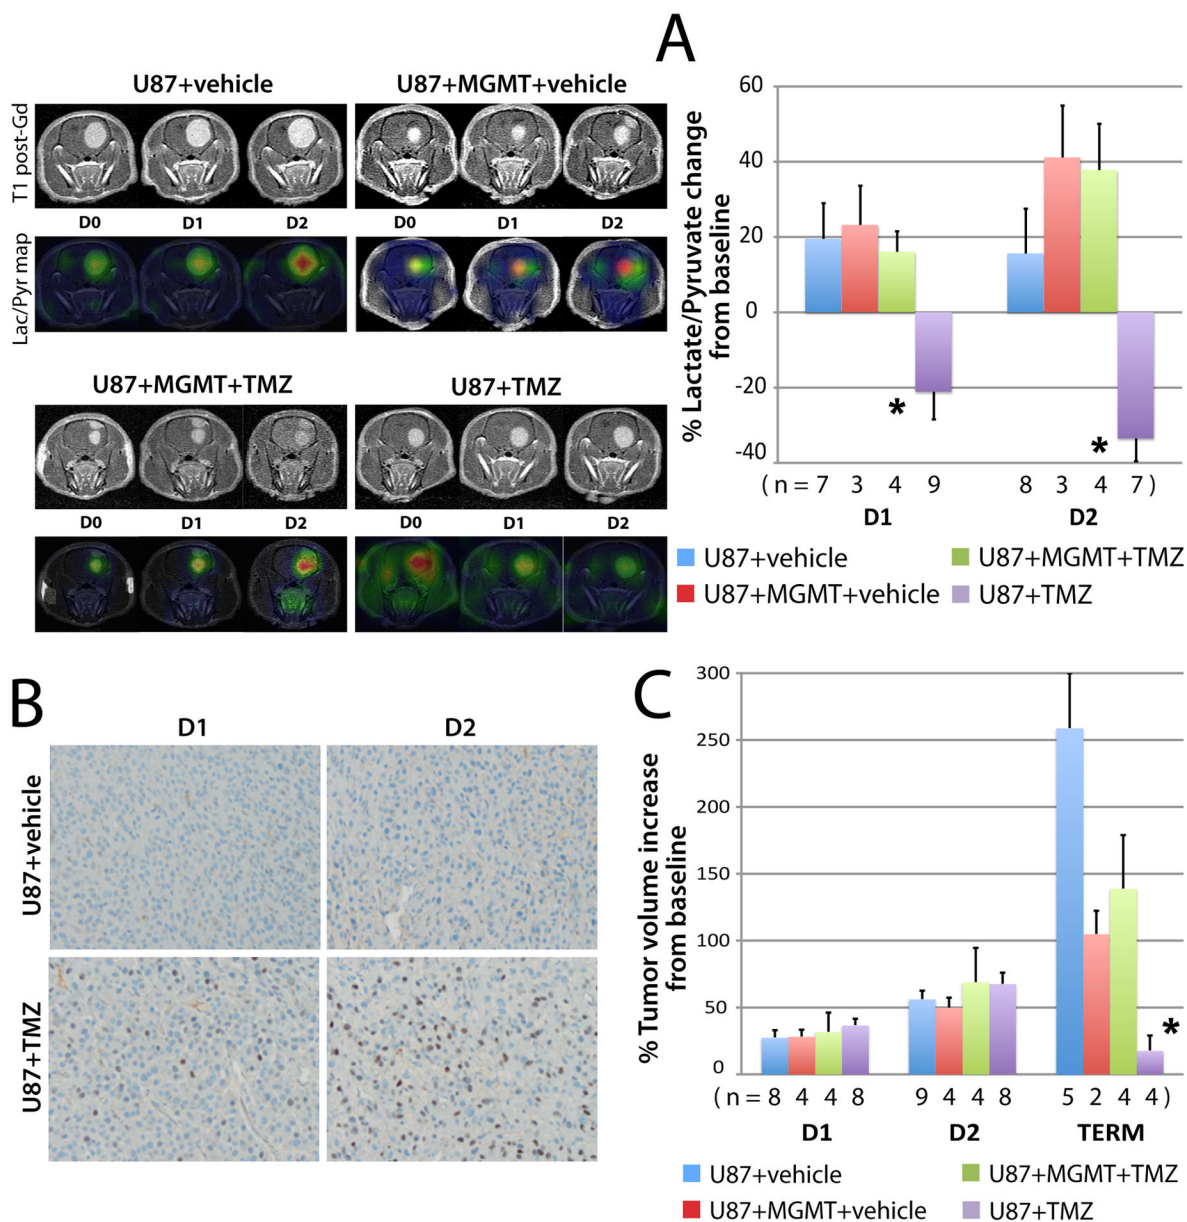 A
U87+vehicle
U87+MGMT+vehicle
T1 post-Gd
D0 D1 D2
D0 D1 D2
Lac/Pyr map
U87+MGMT+TMZ
U87+TMZ
D0 D1 D2
D0 D1 D2
% Lactate/Pyruvate change
from baseline
60
40
20
0
-20
-40
( n = 7 3 4 9 8 3 4 7 )
*
*
D1 D2
U87+vehicle
U87+MGMT+TMZ
U87+MGMT+vehicle
U87+TMZ
B
D1 D2
U87+vehicle
U87+TMZ
C
% Tumor volume increase
from baseline
300
250
200
150
100
50
0
*
( n = 8 4 4 8 9 4 4 8 5 2 4 4 )
D1 D2 TERM
U87+vehicle
U87+MGMT+TMZ
U87+MGMT+vehicle
U87+TMZ